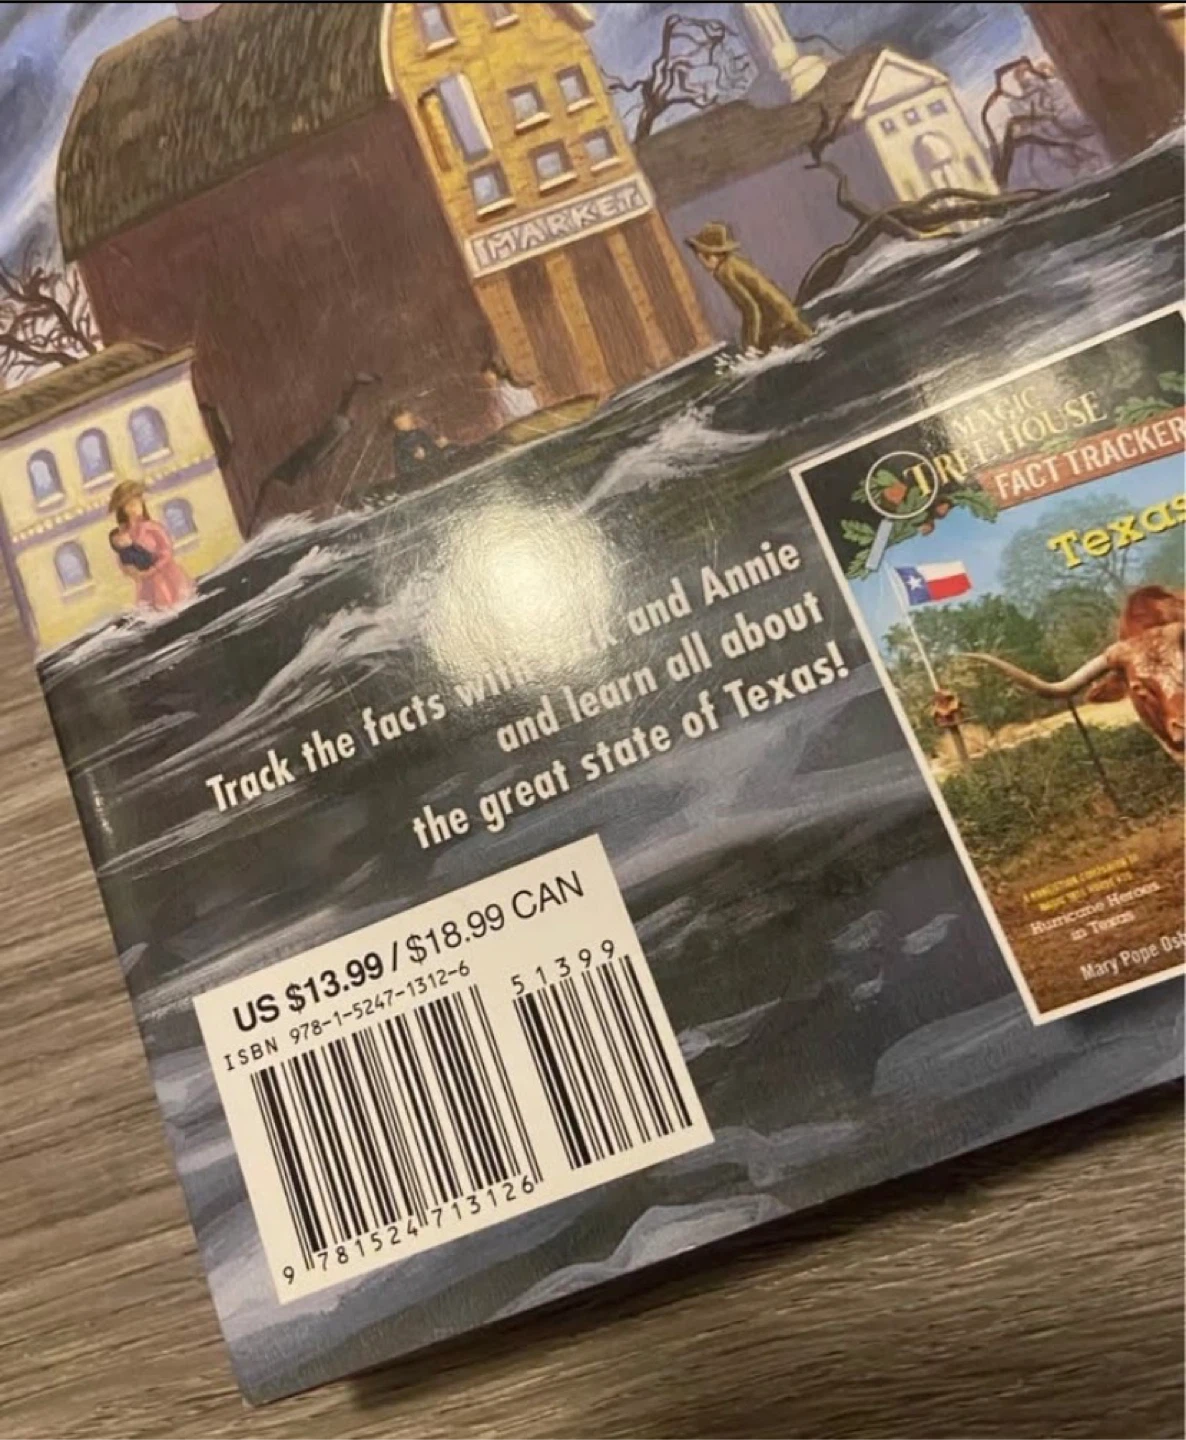 MARKET
MAGIC
TREE HOUSE
FACT TRACKER
Texas
Track the facts with and Annie
and learn all about
the great state of Texas!
Hurricane Heroes
in Texas
Mary Pope
US $13.99 / $18.99 CAN
ISBN 978-1-5247-1312-6
51399
9 781524 713126